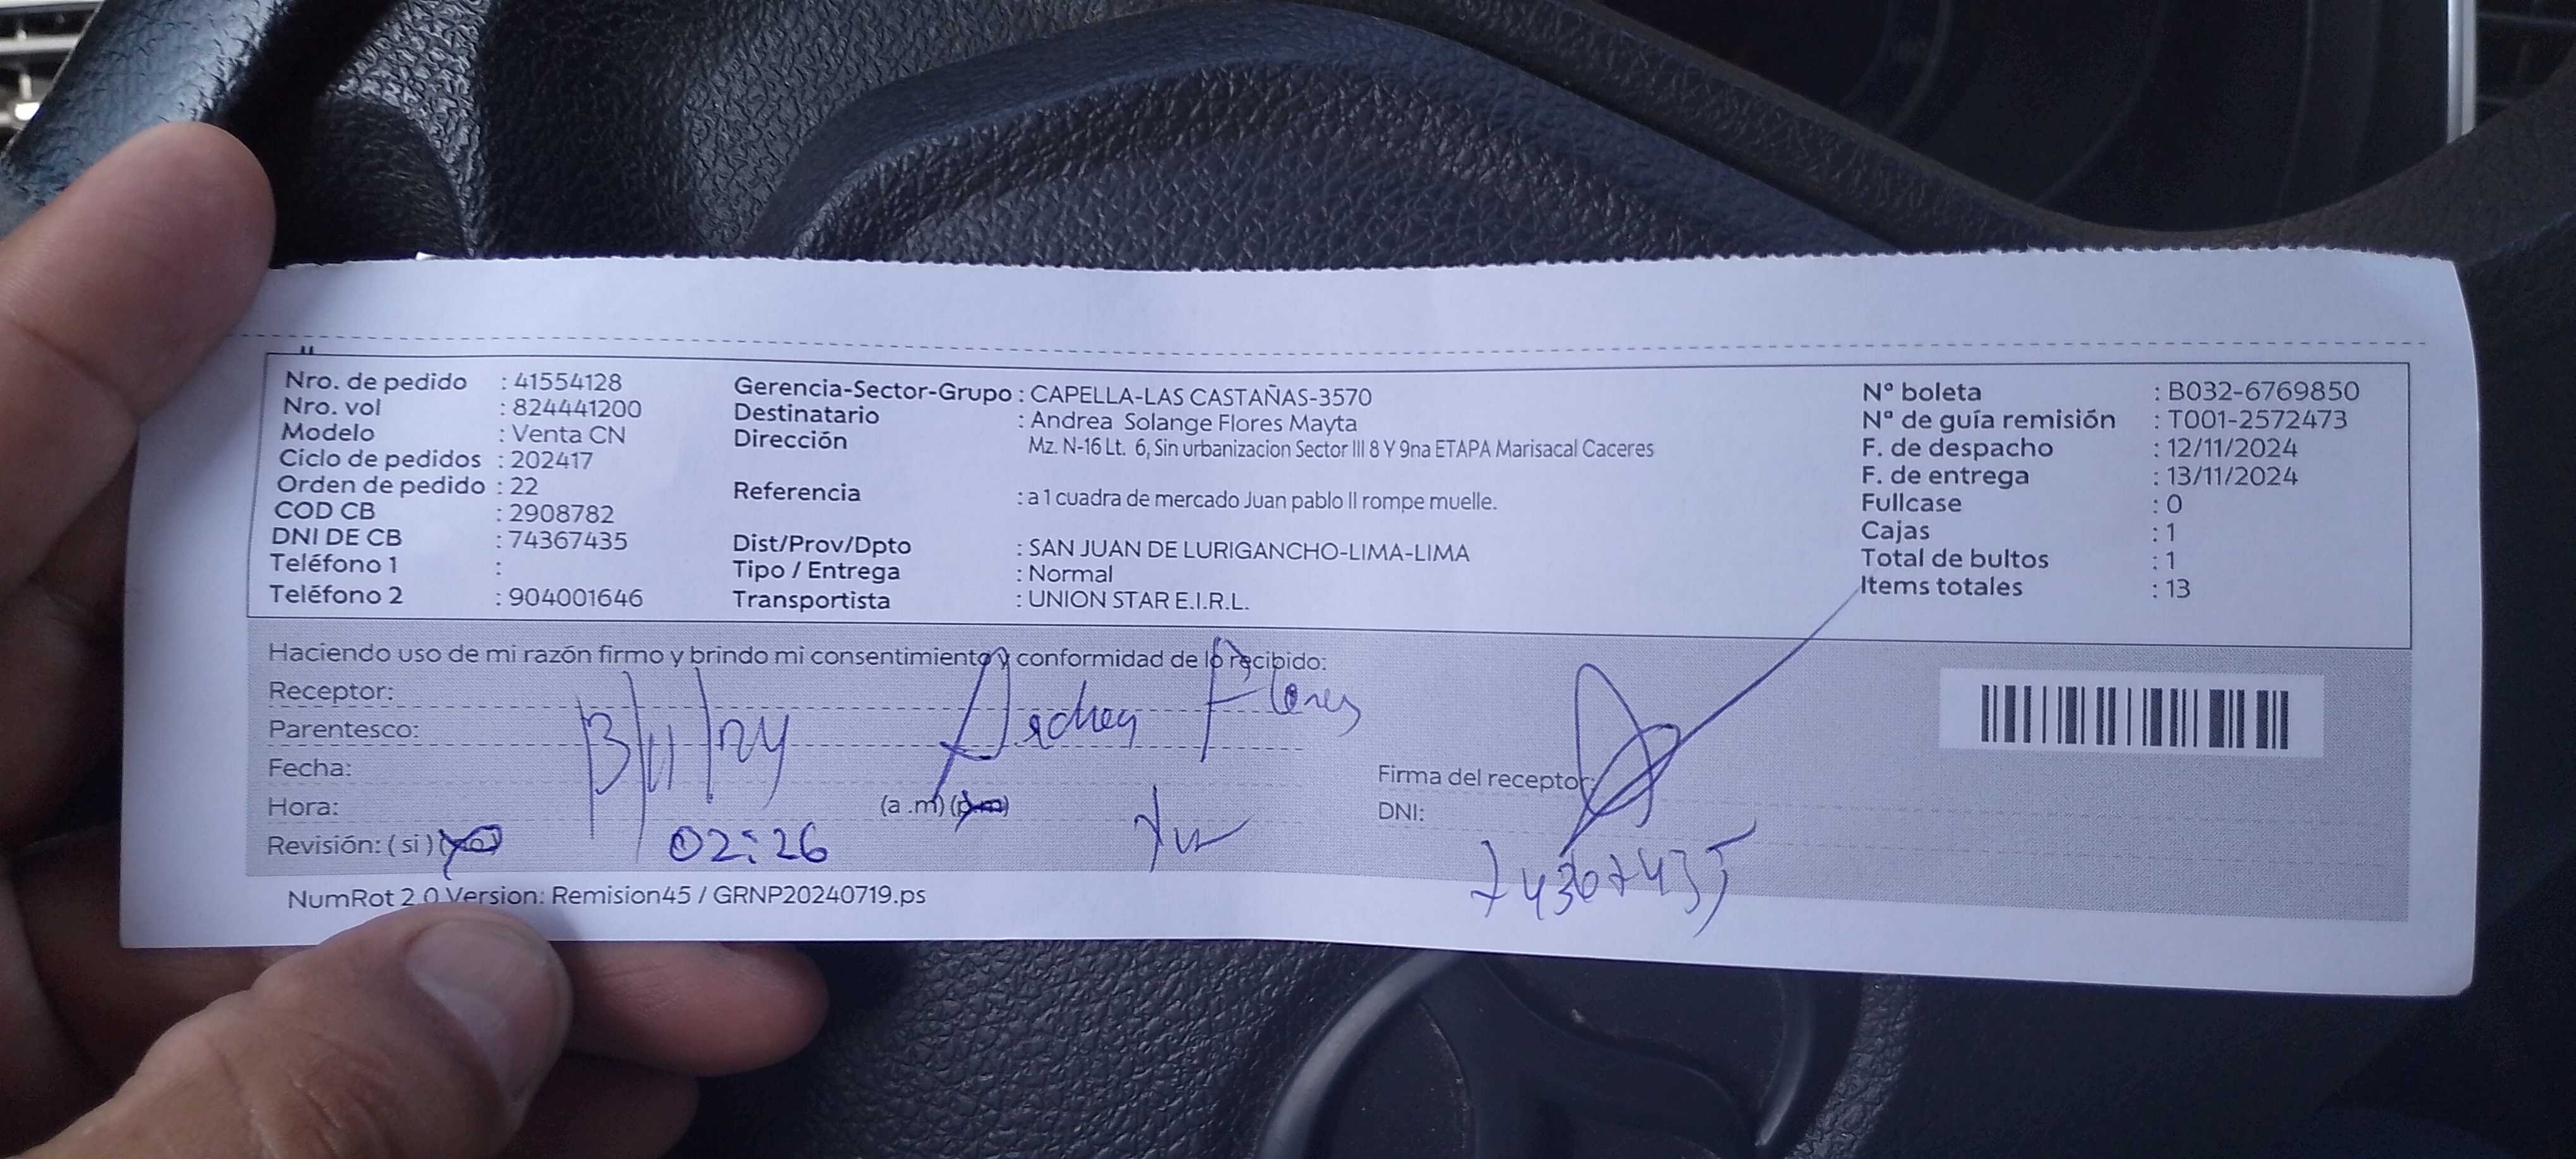 Nro. de pedido : 41554128
Nro. vol : 824441200
Modelo : Venta CN
Ciclo de pedidos : 202417
Orden de pedido : 22
COD CB : 2908782
DNI DE CB : 74367435
Teléfono 1 :
Teléfono 2 : 904001646
Gerencia-Sector-Grupo : CAPELLA-LAS CASTAÑAS-3570
Destinatario : Andrea Solange Flores Mayta
Dirección Mz. N-16 Lt. 6, Sin urbanizacion Sector III 8 Y 9na ETAPA Marisacal Caceres
Referencia : a 1 cuadra de mercado Juan pablo II rompe muelle.
Dist/Prov/Dpto : SAN JUAN DE LURIGANCHO-LIMA-LIMA
Tipo / Entrega : Normal
Transportista : UNION STAR E.I.R.L.
Nº boleta : B032-6769850
Nº de guía remisión : T001-2572473
F. de despacho : 12/11/2024
F. de entrega : 13/11/2024
Fullcase : 0
Cajas : 1
Total de bultos : 1
Items totales : 13
Haciendo uso de mi razón firmo y brindo mi consentimiento y conformidad de lo recibido:
Receptor: Andrea Flores
Parentesco:
Fecha: 13/11/24
Hora: (a .m) (p.m)
Revisión: ( si ) (no) 02:26
Firma del receptor:
DNI:
74367435
NumRot 2.0 Version: Remision45 / GRNP20240719.ps